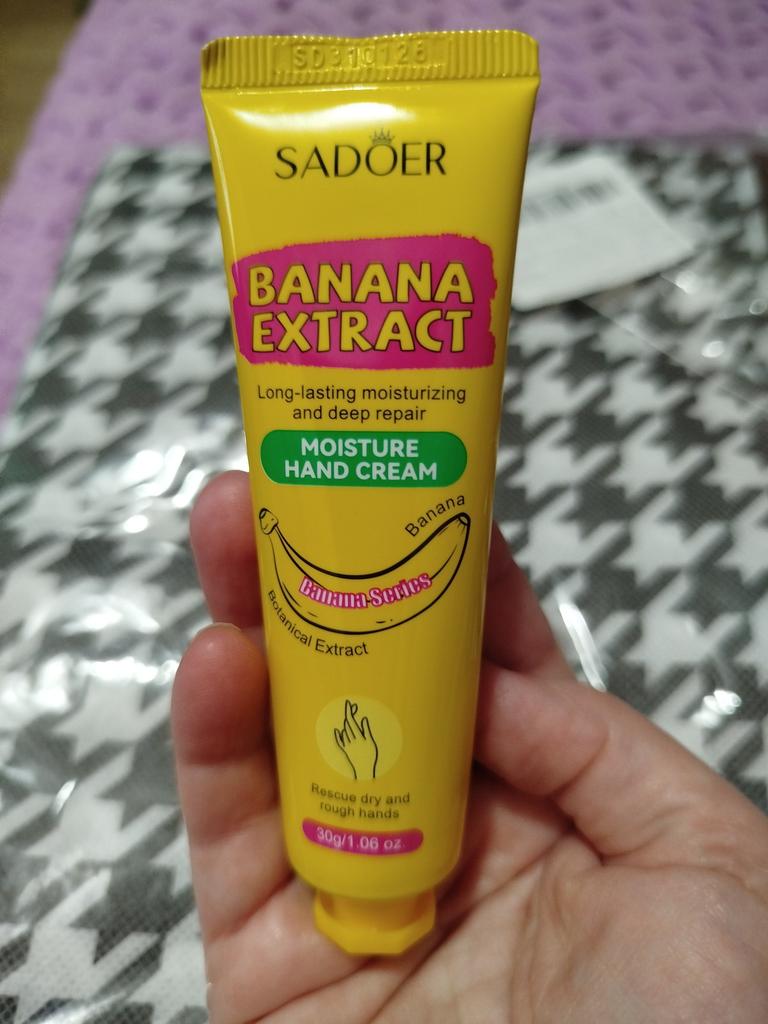 SD310126
SADOER
BANANA
EXTRACT
Long-lasting moisturizing
and deep repair
MOISTURE
HAND CREAM
Banana
Banana Series
Botanical Extract
Rescue dry and
rough hands
30g/1.06 oz.